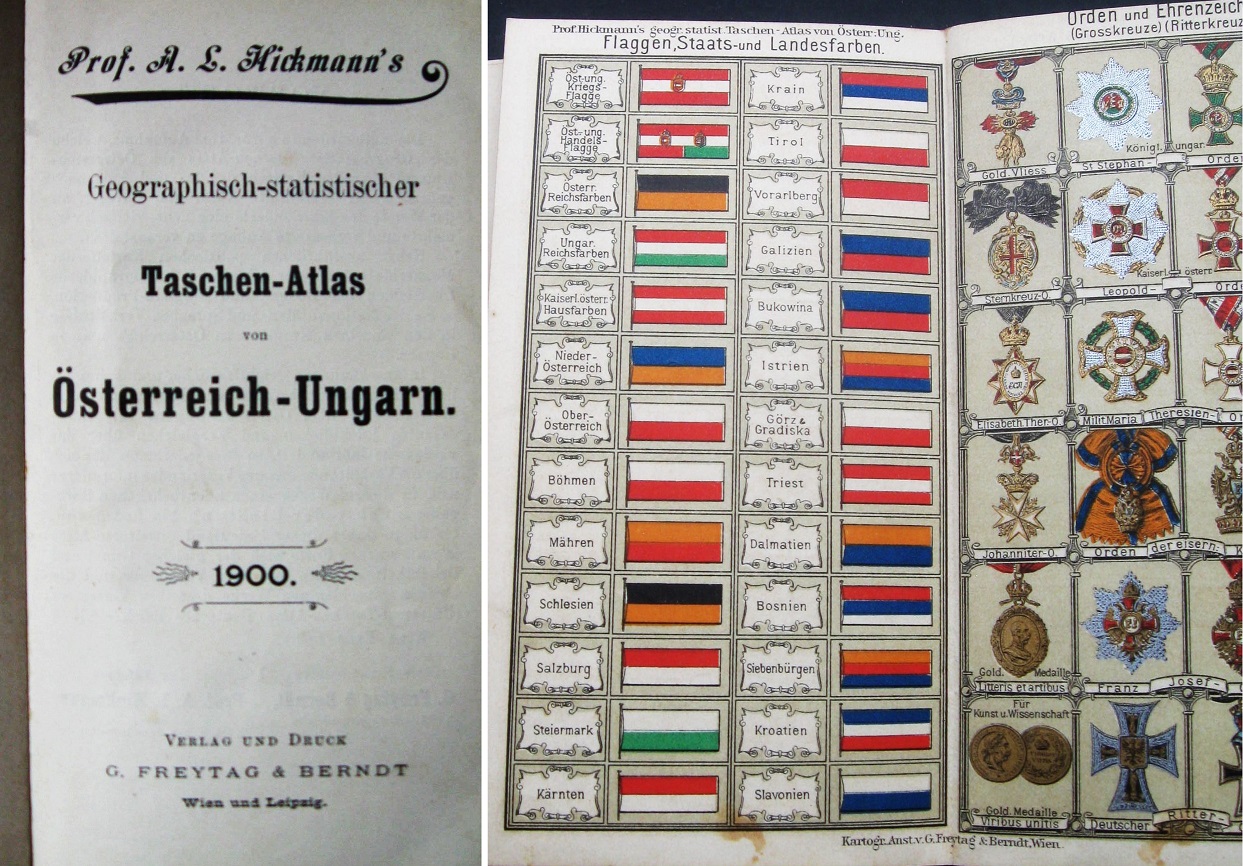 Prof. A. L. Hickmann's
Geographisch-statistischer
Taschen-Atlas
von
Österreich-Ungarn.
1900.
VERLAG UND DRUCK
G. FREYTAG & BERNDT
Wien und Leipzig.
Prof. Hickmann's geogr. statist. Taschen-Atlas von Österr.-Ung.
Flaggen, Staats- und Landesfarben.
Öst.-ung.
Kriegs-
Flagge
Krain
Öst.-ung.
Handels-
Flagge
Tirol
Österr.
Reichsfarben
Vorarlberg
Ungar.
Reichsfarben
Galizien
Kaiserl. österr.
Hausfarben
Bukowina
Nieder-
Österreich
Istrien
Ober-
Österreich
Görz &
Gradiska
Böhmen
Triest
Mähren
Dalmatien
Schlesien
Bosnien
Salzburg
Siebenbürgen
Steiermark
Kroatien
Kärnten
Slavonien
Kartogr. Anst. v. G. Freytag & Berndt, Wien.
Orden und Ehrenzeich
(Grosskreuze) (Ritterkreuz
Gold. Vliess
Königl. ungar.
St Stephan- Orden
Sternkreuz-O.
Kaiserl. österr.
Leopold- Orde
Elisabeth Ther-O.
Milit Maria Theresien- O
Johanniter-O.
Orden der eisern- K
Gold. Medaille
Litteris et artibus
Franz Josef-
Für
Kunst u. Wissenschaft
Gold. Medaille
Viribus unitis
Deutscher Ritter-